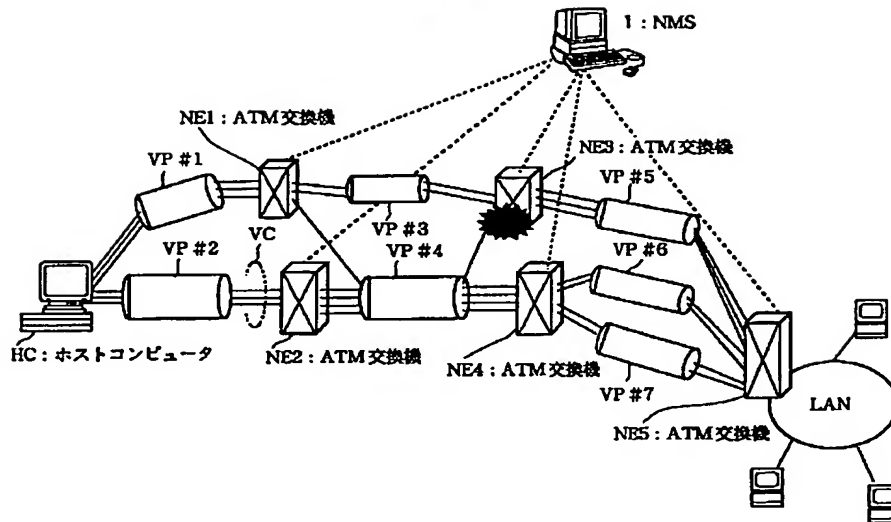 1：NMS
NE1：ATM交換機
NE3：ATM交換機
VP #1
VP #5
VP #3
VC
VP #2
VP #4
VP #6
HC：ホストコンピュータ
NE2：ATM交換機
NE4：ATM交換機
VP #7
LAN
NE5：ATM交換機